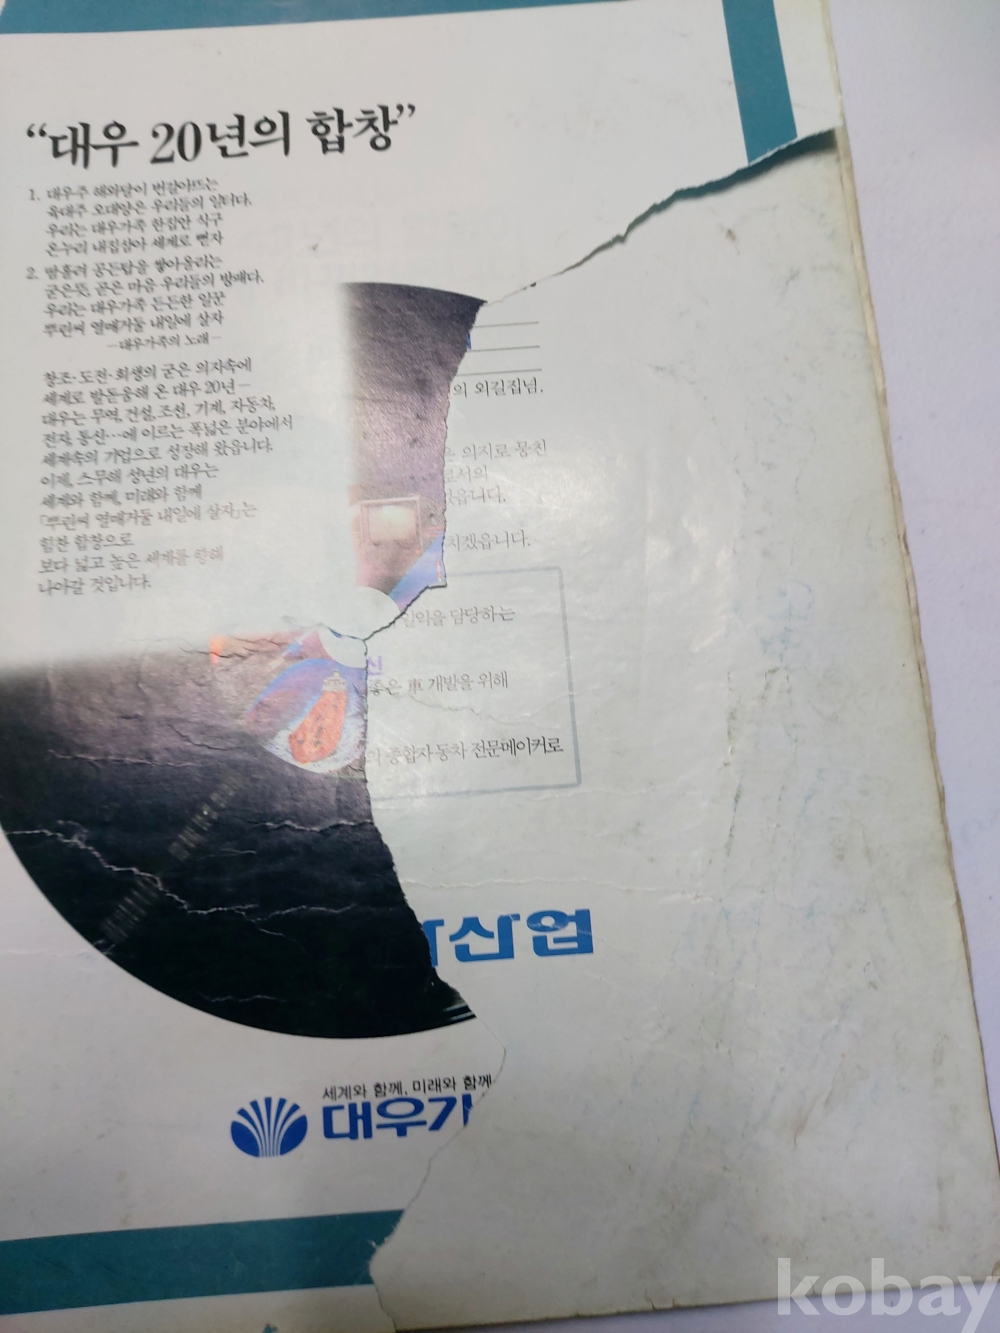 “대우 20년의 합창”
1. 대우주 해와달이 번갈아뜨는
육대주 오대양은 우리들의 일터다.
우리는 대우가족 한집안 식구
온누리 내집삼아 세계로 뻗자
2. 땀흘려 공든탑을 쌓아올리는
굳은뜻, 곧은 마음 우리들의 방패다.
우리는 대우가족 든든한 일꾼
뿌린씨 열매거둘 내일에 살자
—대우가족의 노래—
창조·도전·희생의 굳은 의지속에
세계로 발돋움해 온 대우 20년—
대우는 무역, 건설, 조선, 기계, 자동차,
전자, 통신…에 이르는 폭넓은 분야에서
세계속의 기업으로 성장해 왔읍니다.
이제, 스무해 성년의 대우는
세계와 함께, 미래와 함께
「뿌린씨 열매거둘 내일에 살자」는
힘찬 합창으로
보다 넓고 높은 세계를 향해
나아갈 것입니다.
의 외길집념.
은 의지로 뭉친
로서의
읍니다.
치겠읍니다.
일익을 담당하는
신
좋은 車 개발을 위해
의 종합자동차 전문메이커로
산업
세계와 함께, 미래와 함께
대우가
kobay